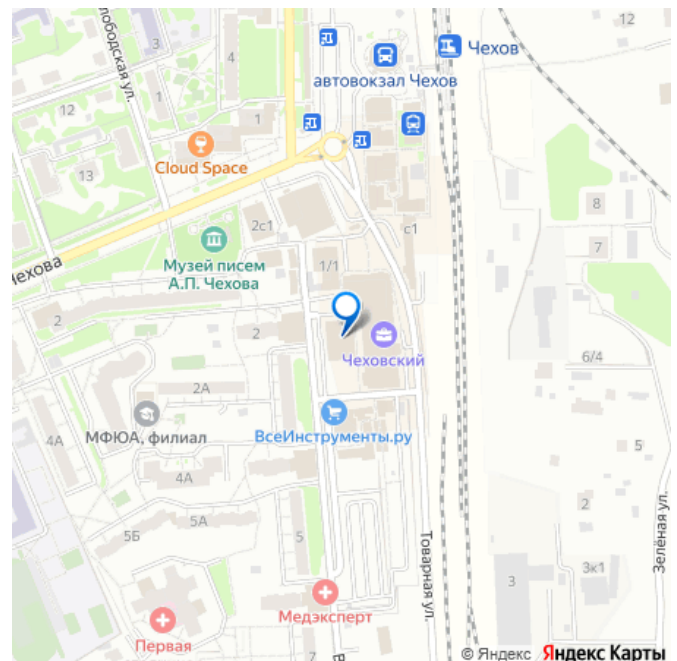 12
3
4
Чехов
автовокзал Чехов
лободская ул.
12
1
1
Cloud Space
13
8
2с1
с1
7
Музей писем
А.П. Чехова
1/1
Чехова
2
2
Чеховский
6/4
2А
МФЮА, филиал
ВсеИнструменты.ру
4А
4А
5
2
5А
5Б
5
Товарная ул.
Зелёная ул.
3к1
3
Медэксперт
Первая
В
© Яндекс Яндекс Карты